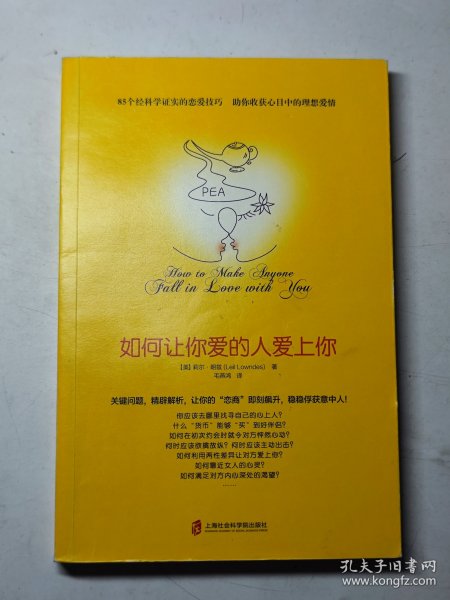 85个经科学证实的恋爱技巧 助你收获心目中的理想爱情
PEA
How to Make Anyone
Fall in Love with You
如何让你爱的人爱上你
【美】莉尔·朗兹 (Leil Lowndes) 著
毛燕鸿 译
关键问题，精辟解析，让你的“恋商”即刻飙升，稳稳俘获意中人！
你应该去哪里找寻自己的心上人？
什么“货币”能够“买”到好伴侣？
如何在初次约会时就令对方怦然心动？
何时应该欲擒故纵？何时应该主动出击？
如何利用两性差异让对方爱上你？
如何靠近女人的心灵？
如何满足对方内心深处的渴望？
……
上海社会科学院出版社
孔夫子旧书网
www.kongfz.com